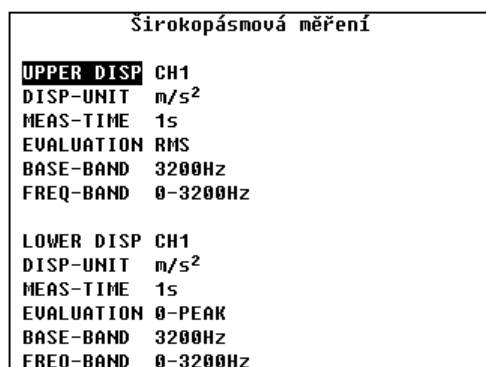 Širokopásmová měření
UPPER DISP CH1
DISP-UNIT m/s²
MEAS-TIME 1s
EVALUATION RMS
BASE-BAND 3200Hz
FREQ-BAND 0-3200Hz
LOWER DISP CH1
DISP-UNIT m/s²
MEAS-TIME 1s
EVALUATION 0-PEAK
BASE-BAND 3200Hz
FREQ-BAND 0-3200Hz